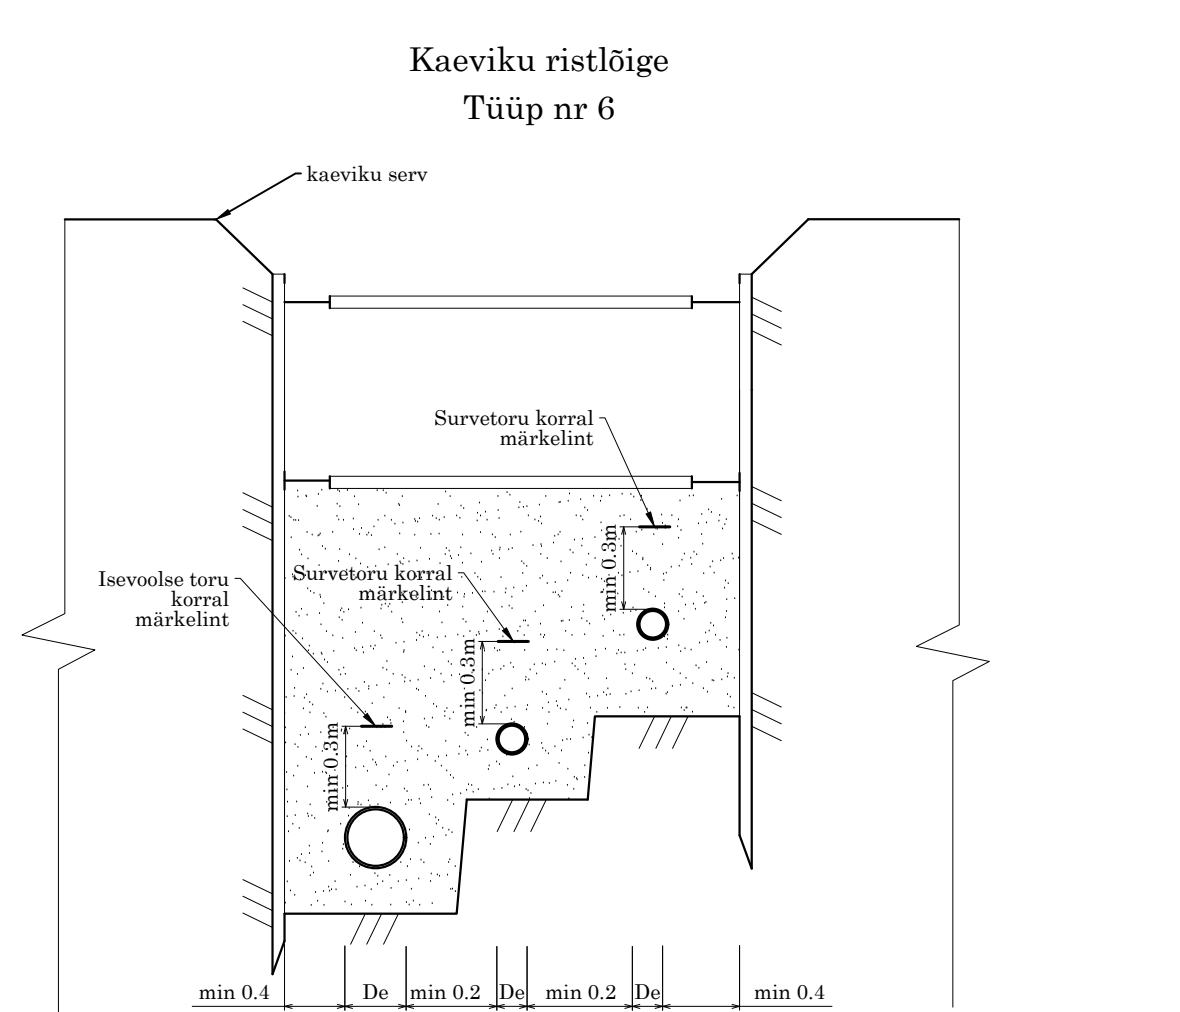 Kaeviku ristlõige
Tüüp nr 6
kaeviku serv
Survetoru korral
märkelint
min 0.3m
Isevoolse toru
korral
märkelint
Survetoru korral
märkelint
min 0.3m
min 0.3m
min 0.4 De min 0.2 De min 0.2 De min 0.4